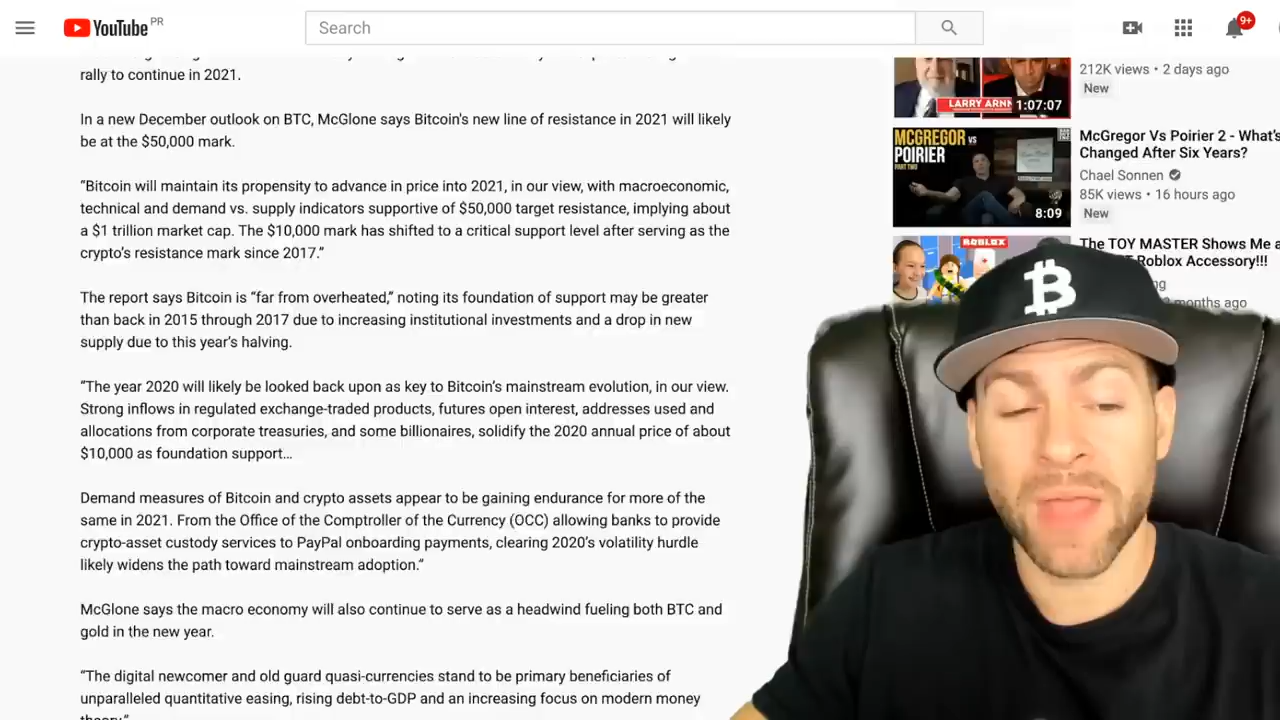 YouTube PR
Search
9+
rally to continue in 2021.
In a new December outlook on BTC, McGlone says Bitcoin's new line of resistance in 2021 will likely
be at the $50,000 mark.
“Bitcoin will maintain its propensity to advance in price into 2021, in our view, with macroeconomic,
technical and demand vs. supply indicators supportive of $50,000 target resistance, implying about
a $1 trillion market cap. The $10,000 mark has shifted to a critical support level after serving as the
crypto’s resistance mark since 2017.”
The report says Bitcoin is “far from overheated,” noting its foundation of support may be greater
than back in 2015 through 2017 due to increasing institutional investments and a drop in new
supply due to this year’s halving.
“The year 2020 will likely be looked back upon as key to Bitcoin’s mainstream evolution, in our view.
Strong inflows in regulated exchange-traded products, futures open interest, addresses used and
allocations from corporate treasuries, and some billionaires, solidify the 2020 annual price of about
$10,000 as foundation support…
Demand measures of Bitcoin and crypto assets appear to be gaining endurance for more of the
same in 2021. From the Office of the Comptroller of the Currency (OCC) allowing banks to provide
crypto-asset custody services to PayPal onboarding payments, clearing 2020’s volatility hurdle
likely widens the path toward mainstream adoption.”
McGlone says the macro economy will also continue to serve as a headwind fueling both BTC and
gold in the new year.
“The digital newcomer and old guard quasi-currencies stand to be primary beneficiaries of
unparalleled quantitative easing, rising debt-to-GDP and an increasing focus on modern money
theory.”
LARRY ARNN
1:07:07
212K views • 2 days ago
New
MCGREGOR VS
POIRIER
PART TWO
8:09
McGregor Vs Poirier 2 - What's
Changed After Six Years?
Chael Sonnen
85K views • 16 hours ago
New
ROBLOX
The TOY MASTER Shows Me a
Roblox Accessory!!!
months ago